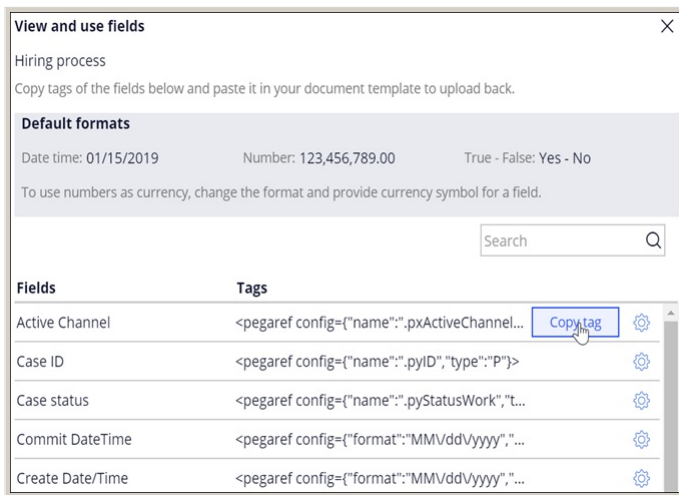 View and use fields
Hiring process
Copy tags of the fields below and paste it in your document template to upload back.
Default formats
Date time: 01/15/2019 Number: 123,456,789.00 True - False: Yes - No
To use numbers as currency, change the format and provide currency symbol for a field.
Search
Fields Tags
Active Channel <pegaref config={"name":".pxActiveChannel... Copy tag
Case ID <pegaref config={"name":".pyID","type":"P"}>
Case status <pegaref config={"name":".pyStatusWork","t...
Commit DateTime <pegaref config={"format":"MM\/dd\/yyyy","...
Create Date/Time <pegaref config={"format":"MM\/dd\/yyyy","...